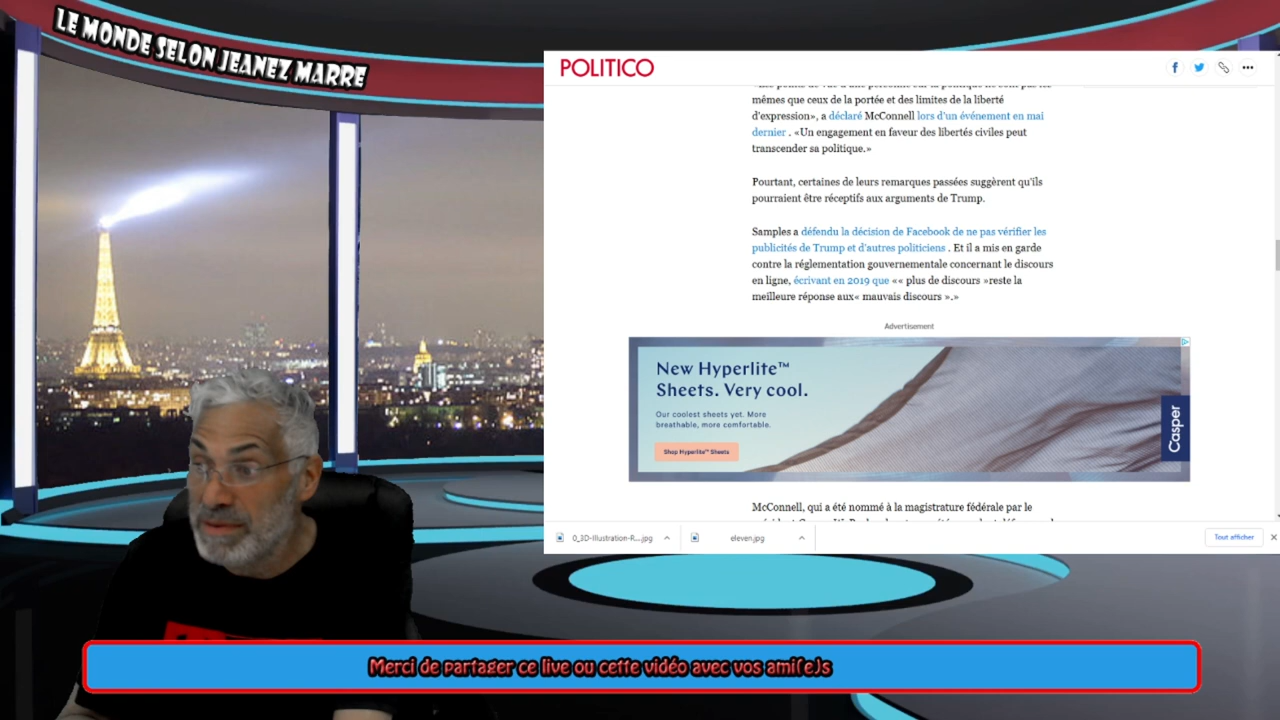 LE MONDE SELON JEANEZ MARRE
POLITICO
mêmes que ceux de la portée et des limites de la liberté
d'expression», a déclaré McConnell lors d'un événement en mai
dernier . «Un engagement en faveur des libertés civiles peut
transcender sa politique.»
Pourtant, certaines de leurs remarques passées suggèrent qu'ils
pourraient être réceptifs aux arguments de Trump.
Samples a défendu la décision de Facebook de ne pas vérifier les
publicités de Trump et d'autres politiciens . Et il a mis en garde
contre la réglementation gouvernementale concernant le discours
en ligne, écrivant en 2019 que «« plus de discours »reste la
meilleure réponse aux« mauvais discours ».»
Advertisement
New Hyperlite™
Sheets. Very cool.
Our coolest sheets yet. More
breathable, more comfortable.
Shop Hyperlite™ Sheets
Casper
McConnell, qui a été nommé à la magistrature fédérale par le
0_3D-Illustration-R....jpg
eleven.jpg
Tout afficher
Merci de partager ce live ou cette vidéo avec vos ami(e)s